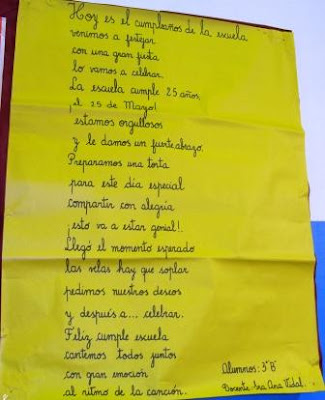 Hoy es el cumpleaños de la escuela
venimos a festejar
con una gran fiesta
lo vamos a celebrar.
La escuela cumple 25 años,
¡el 25 de Mayo!
¡estamos orgullosos
y le damos un fuerteabrazo.
Preparamos una torta
para este día especial
compartir con alegría
¡esto va a estar genial!.
Llegó el momento esperado
las velas hay que soplar
pedimos nuestros deseos
y después a... celebrar.
Feliz cumple escuela
cantemos todos juntos
con gran emoción
al ritmo de la canción.
Alumnos: 3º "B"
Docente: Sra. Ana Vidal.